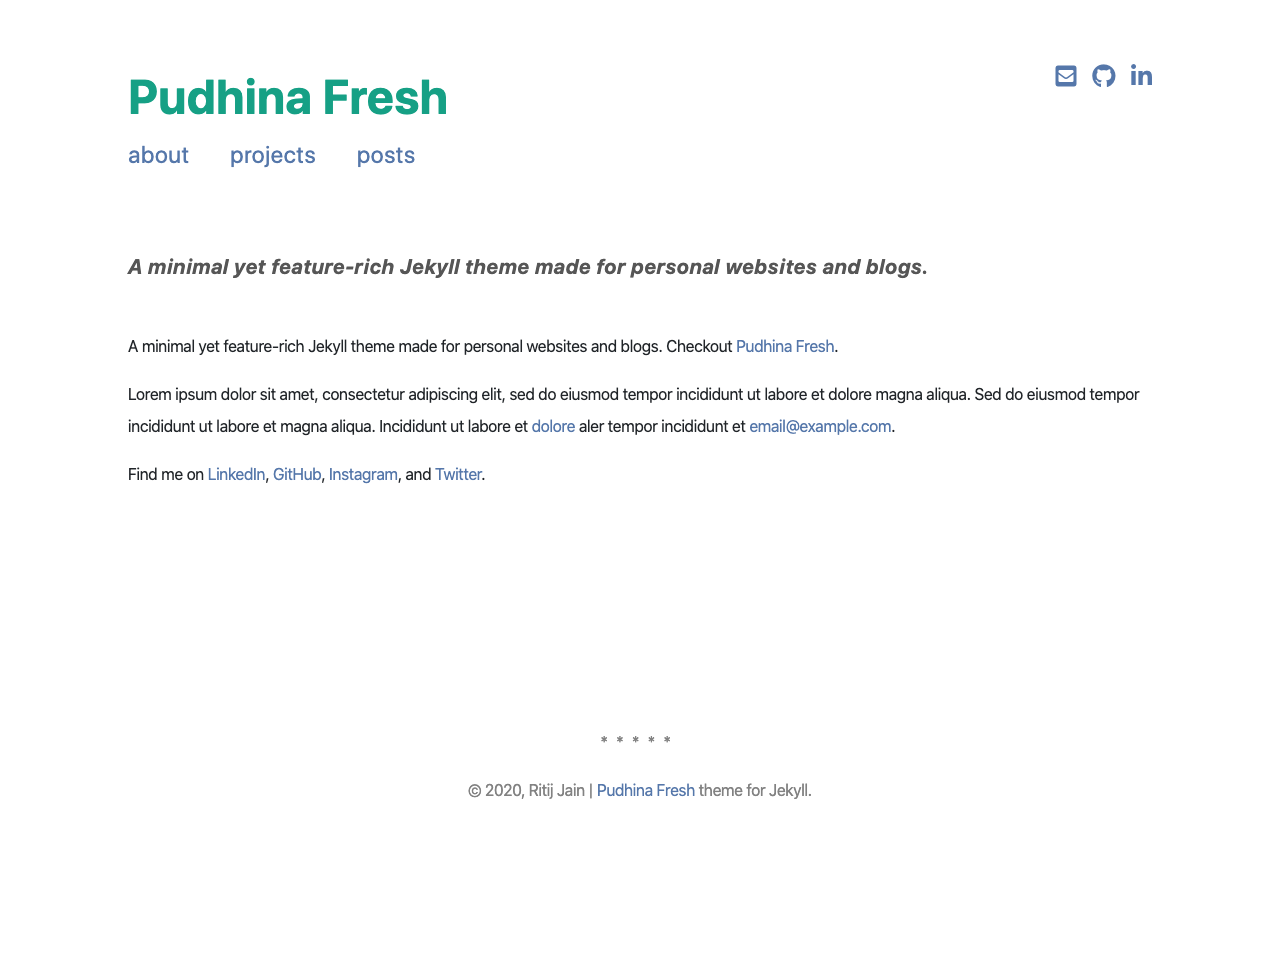 Pudhina Fresh
about projects posts
A minimal yet feature-rich Jekyll theme made for personal websites and blogs.
A minimal yet feature-rich Jekyll theme made for personal websites and blogs. Checkout Pudhina Fresh.
Lorem ipsum dolor sit amet, consectetur adipiscing elit, sed do eiusmod tempor incididunt ut labore et dolore magna aliqua. Sed do eiusmod tempor
incididunt ut labore et magna aliqua. Incididunt ut labore et dolore aler tempor incididunt et email@example.com.
Find me on LinkedIn, GitHub, Instagram, and Twitter.
* * * * *
© 2020, Ritij Jain | Pudhina Fresh theme for Jekyll.